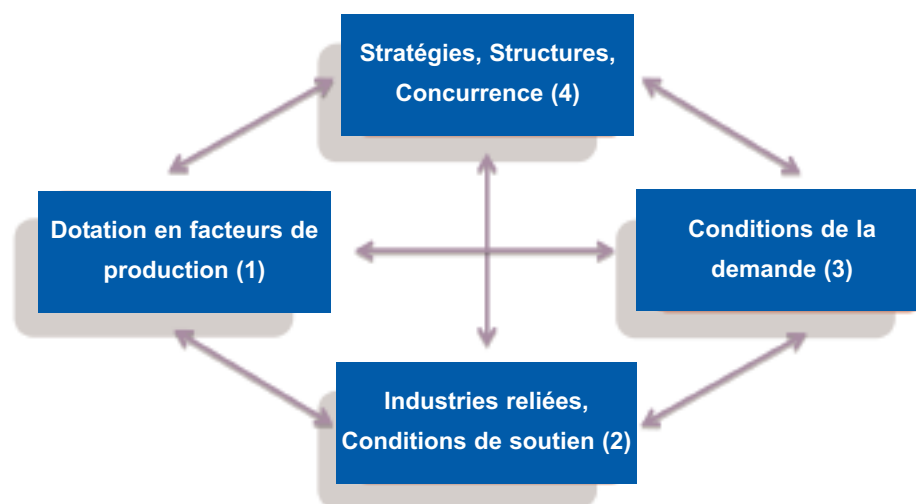 Stratégies, Structures,
Concurrence (4)
Dotation en facteurs de
production (1)
Conditions de la
demande (3)
Industries reliées,
Conditions de soutien (2)